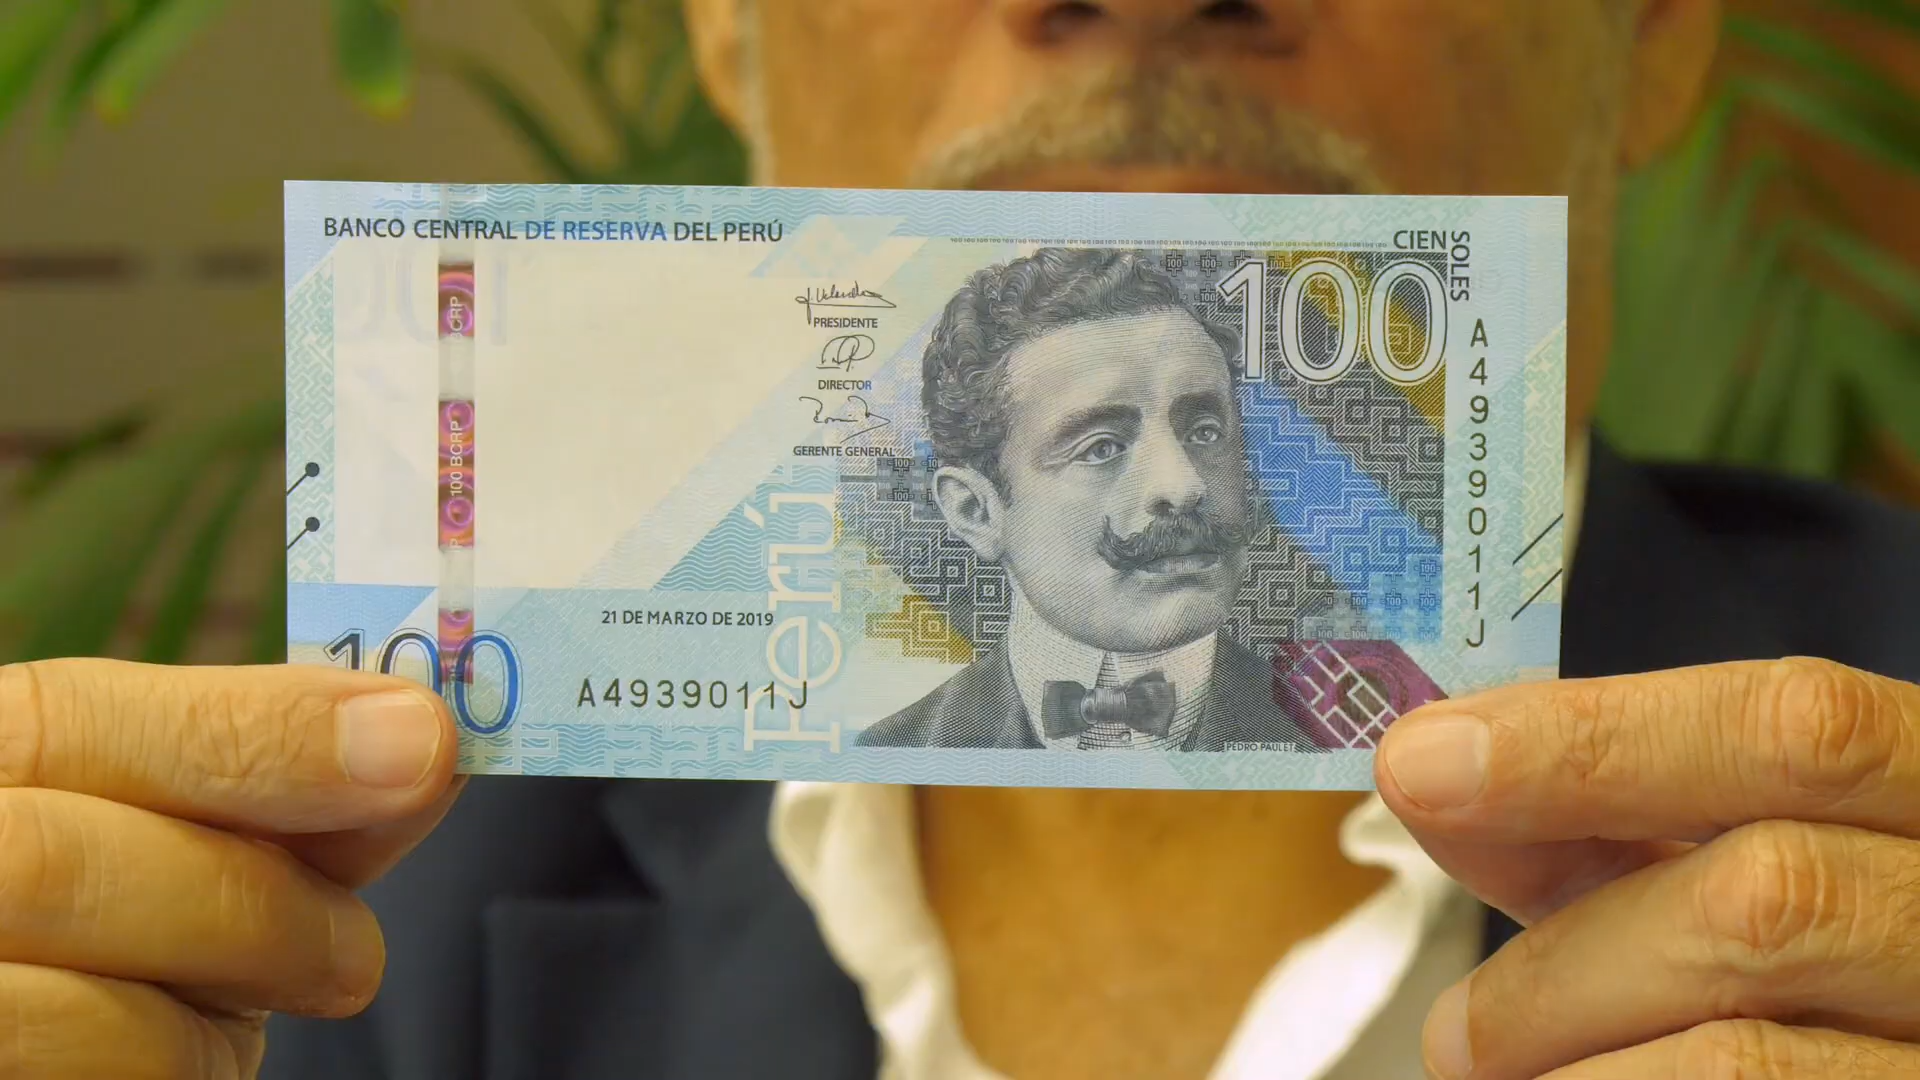 BANCO CENTRAL DE RESERVA DEL PERÚ
CIEN
SOLES
100
PRESIDENTE
DIRECTOR
GERENTE GENERAL
A4939011J
BCRP
100 BCRP
Perú
21 DE MARZO DE 2019
100
A4939011J
PEDRO PAULET